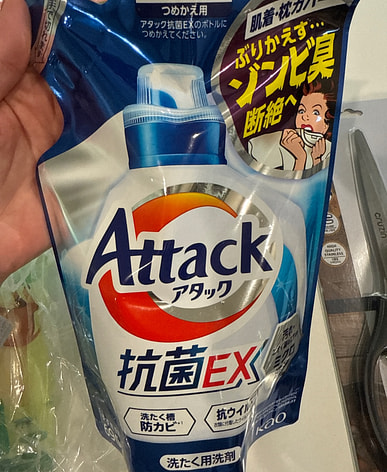 つめかえ用
アタック抗菌EXのボトルに
つめかえてください。
肌着・枕カバー
ぶりかえす…
ゾンビ臭
断絶へ
Attack
アタック
抗菌EX
洗たく槽
防カビ
抗ウイル
Kao
洗たく用洗剤
HIGH
QUALITY
STAINLESS